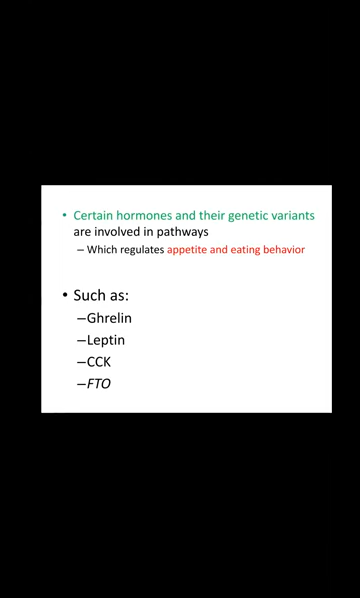 • Certain hormones and their genetic variants
are involved in pathways
– Which regulates appetite and eating behavior
• Such as:
–Ghrelin
–Leptin
–CCK
–FTO